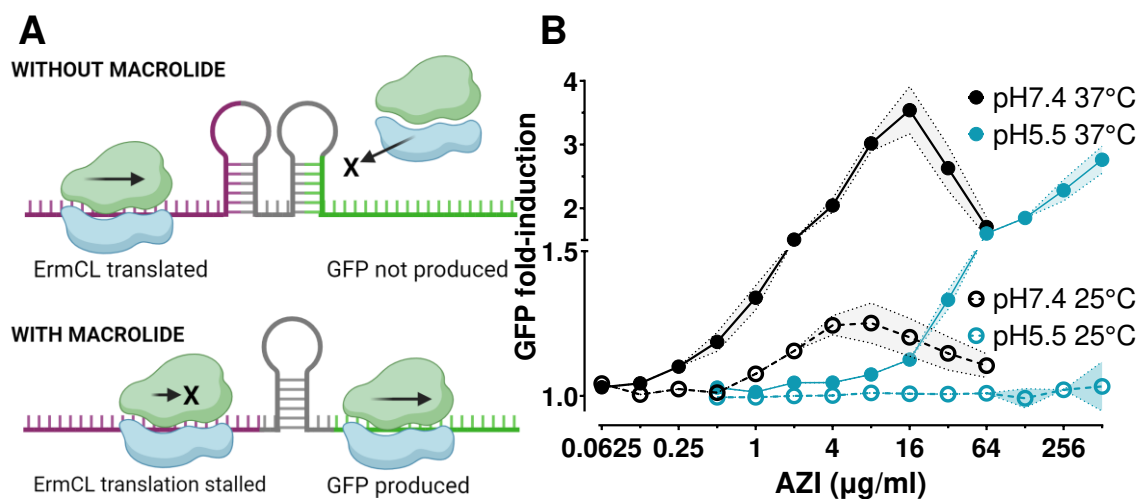 A
WITHOUT MACROLIDE
X
ErmCL translated
GFP not produced
WITH MACROLIDE
X
ErmCL translation stalled
GFP produced
B
GFP fold-induction
4
3
2
1.5
1.0
pH7.4 37°C
pH5.5 37°C
pH7.4 25°C
pH5.5 25°C
0.0625 0.25 1 4 16 64 256
AZI (µg/ml)